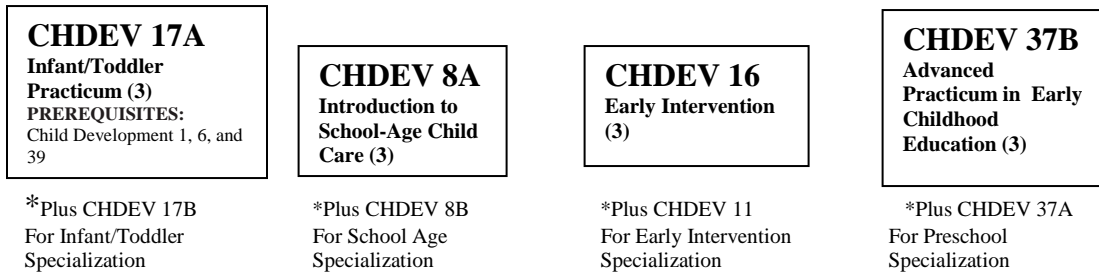 CHDEV 17A
Infant/Toddler
Practicum (3)
PREREQUISITES:
Child Development 1, 6, and
39
*Plus CHDEV 17B
For Infant/Toddler
Specialization
CHDEV 8A
Introduction to
School-Age Child
Care (3)
*Plus CHDEV 8B
For School Age
Specialization
CHDEV 16
Early Intervention
(3)
*Plus CHDEV 11
For Early Intervention
Specialization
CHDEV 37B
Advanced
Practicum in Early
Childhood
Education (3)
*Plus CHDEV 37A
For Preschool
Specialization